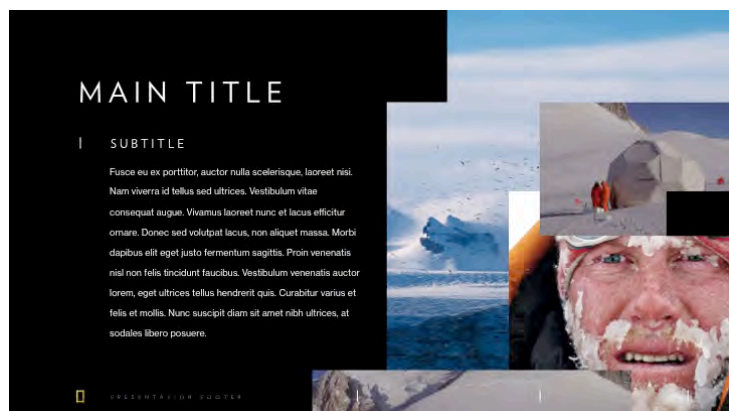 MAIN TITLE
SUBTITLE
Fusce eu ex porttitor, auctor nulla scelerisque, laoreet nisi.
Nam viverra id tellus sed ultrices. Vestibulum vitae
consequat augue. Vivamus laoreet nunc et lacus efficitur
ornare. Donec sed volutpat lacus, non aliquet massa. Morbi
dapibus elit eget justo fermentum sagittis. Proin venenatis
nisl non felis tincidunt faucibus. Vestibulum venenatis auctor
lorem, eget ultrices tellus hendrerit quis. Curabitur varius et
felis et mollis. Nunc suscipit diam sit amet nibh ultrices, at
sodales libero posuere.
PRESENTATION FOOTER